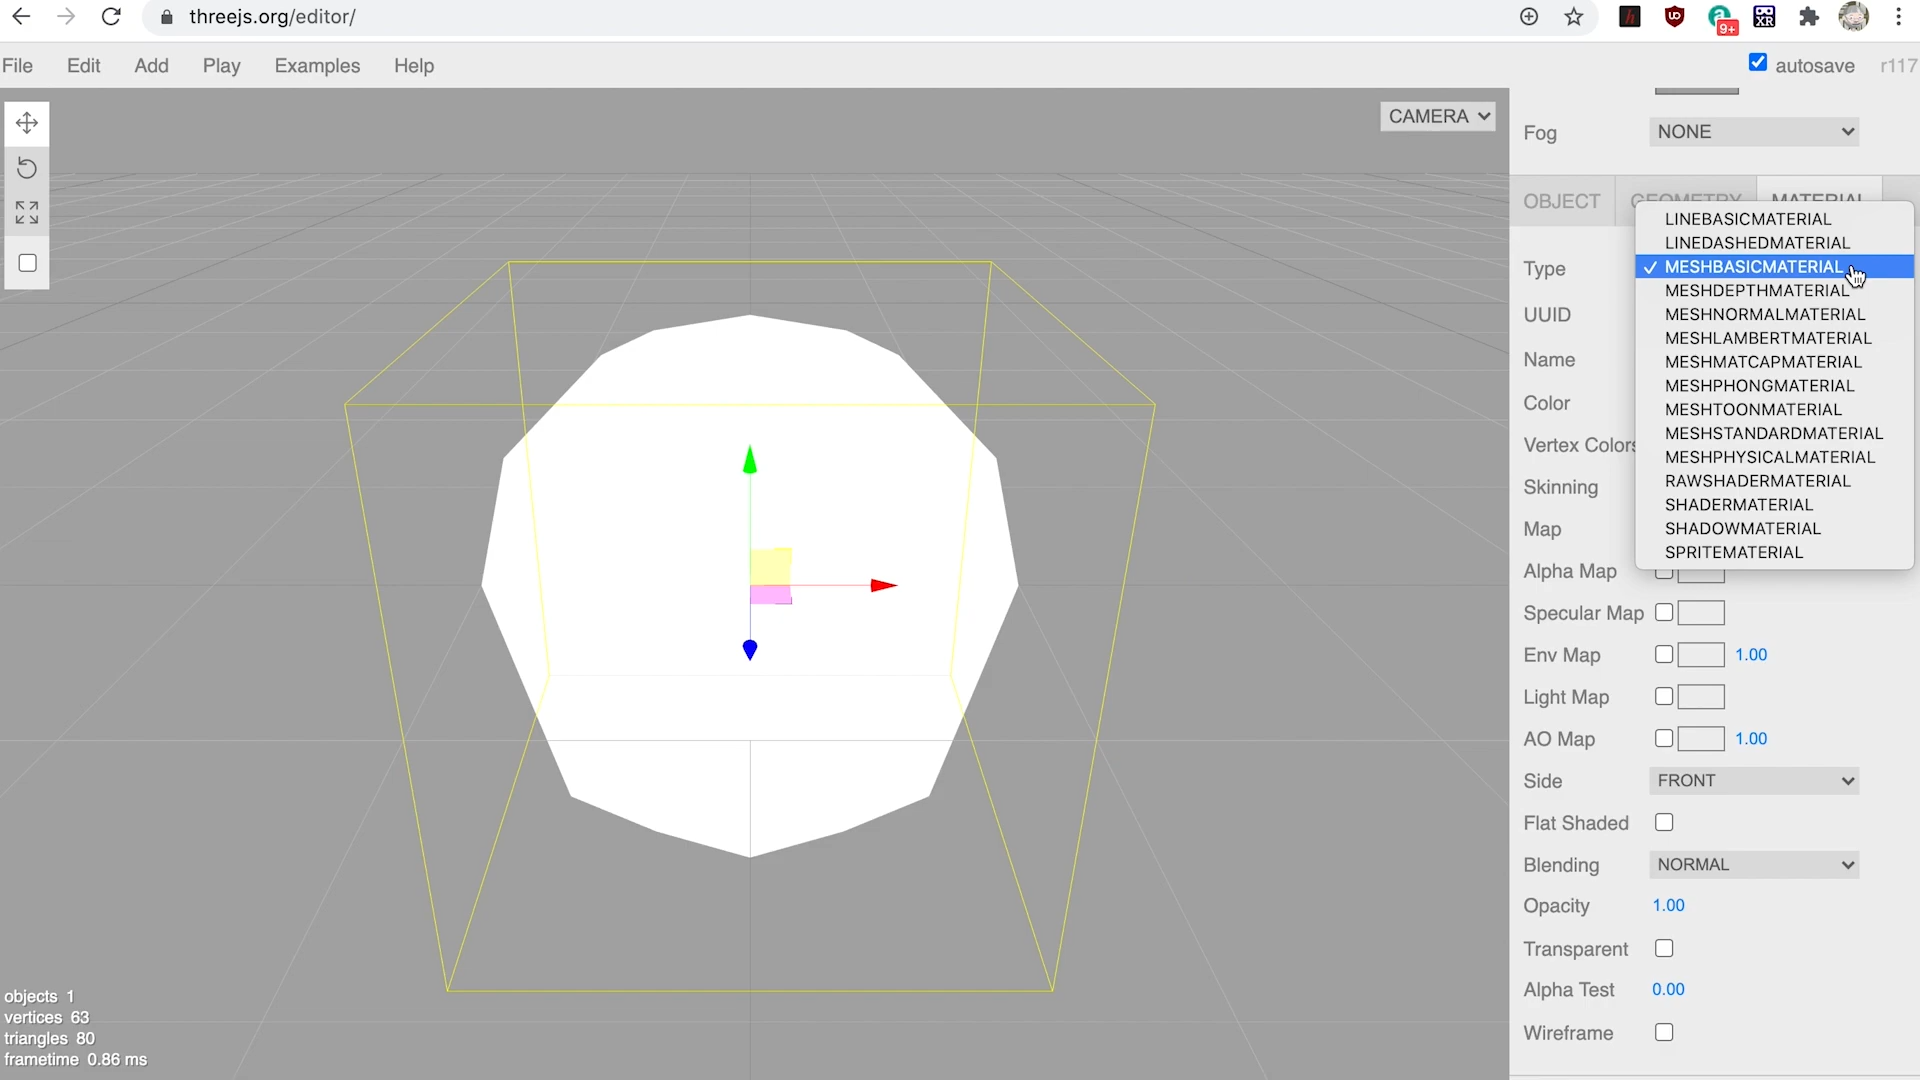 threejs.org/editor/
9+
XR
File Edit Add Play Examples Help
autosave r117
CAMERA
Fog NONE
OBJECT GEOMETRY MATERIAL
LINEBASICMATERIAL
LINEDASHEDMATERIAL
Type ✓ MESHBASICMATERIAL
MESHDEPTHMATERIAL
UUID MESHNORMALMATERIAL
MESHLAMBERTMATERIAL
Name MESHMATCAPMATERIAL
MESHPHONGMATERIAL
Color MESHTOONMATERIAL
MESHSTANDARDMATERIAL
Vertex Colors MESHPHYSICALMATERIAL
Skinning RAWSHADERMATERIAL
SHADERMATERIAL
Map SHADOWMATERIAL
SPRITEMATERIAL
Alpha Map
Specular Map
Env Map 1.00
Light Map
AO Map 1.00
Side FRONT
Flat Shaded
Blending NORMAL
Opacity 1.00
Transparent
Alpha Test 0.00
Wireframe
objects 1
vertices 63
triangles 80
frametime 0.86 ms